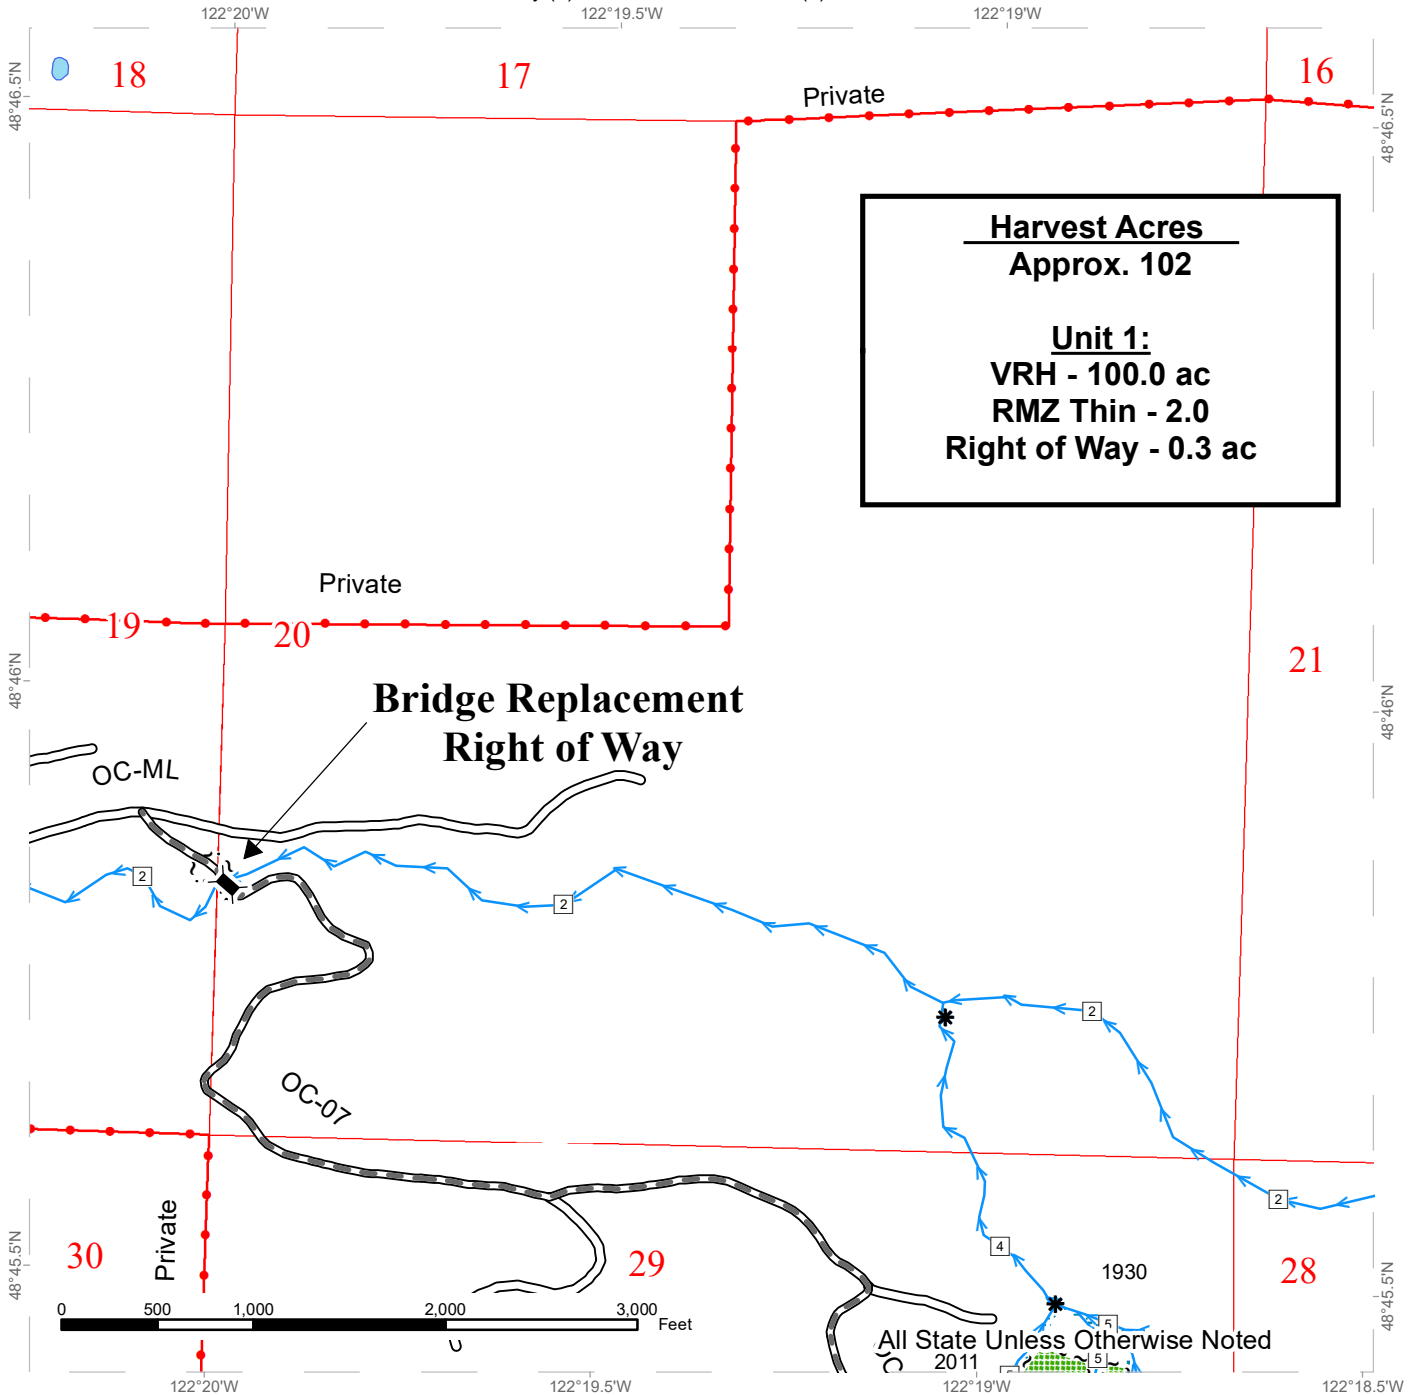 122°20'W
122°19.5'W
122°19'W
48°46.5'N
18
17
16
48°46.5'N
Private
Harvest Acres
Approx. 102
Unit 1:
VRH - 100.0 ac
RMZ Thin - 2.0
Right of Way - 0.3 ac
Private
19
20
21
48°46'N
48°46'N
Bridge Replacement
Right of Way
OC-ML
2
2
2
OC-07
2
Private
30
29
4
1930
28
48°45.5'N
48°45.5'N
0
500
1,000
2,000
3,000
Feet
5
All State Unless Otherwise Noted
2011
5
122°20'W
122°19.5'W
122°19'W
122°18.5'W